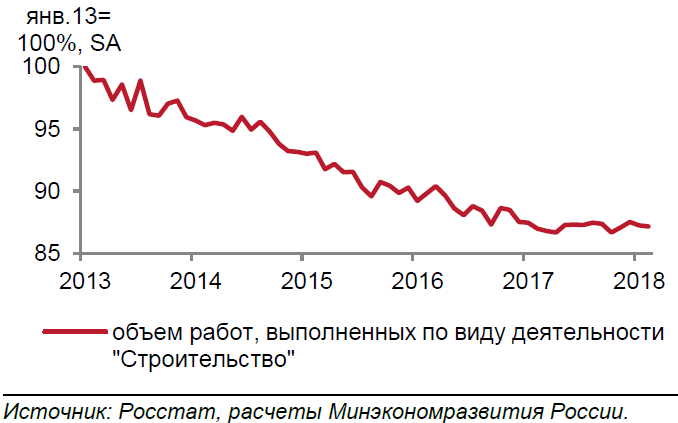 янв.13=
100%, SA
100
95
90
85
2013 2014 2015 2016 2017 2018
объем работ, выполненных по виду деятельности
"Строительство"
Источник: Росстат, расчеты Минэкономразвития России.